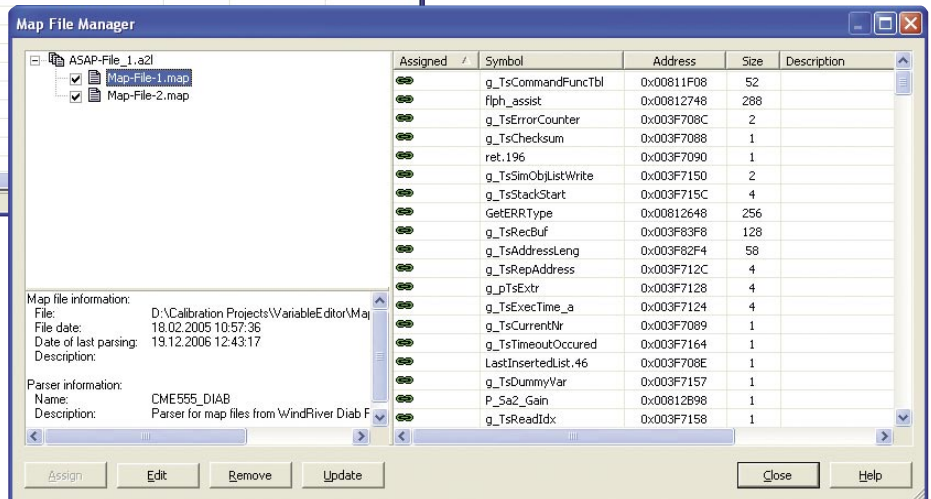 Map File Manager
ASAP-File_1.a2l
Map-File-1.map
Map-File-2.map
Map file information:
File: D:\Calibration Projects\VariableEditor\Map
File date: 18.02.2005 10:57:36
Date of last parsing: 19.12.2006 12:43:17
Description:
Parser information:
Name: CME555_DIAB
Description: Parser for map files from WindRiver Diab F
Assigned Symbol Address Size Description
g_TsCommandFuncTbl 0x00811F08 52
flph_assist 0x00812748 288
g_TsErrorCounter 0x003F708C 2
g_TsChecksum 0x003F7088 1
ret.196 0x003F7090 1
g_TsSimObjListWrite 0x003F7150 2
g_TsStackStart 0x003F715C 4
GetERRType 0x00812648 256
g_TsRecBuf 0x003F83F8 128
g_TsAddressLeng 0x003F82F4 58
g_TsRepAddress 0x003F712C 4
g_pTsExtr 0x003F7128 4
g_TsExecTime_a 0x003F7124 4
g_TsCurrentNr 0x003F7089 1
g_TsTimeoutOccured 0x003F7164 1
LastInsertedList.46 0x003F708E 1
g_TsDummyVar 0x003F7157 1
P_Sa2_Gain 0x00812B98 1
g_TsReadIdx 0x003F7158 1
Assign Edit Remove Update Close Help